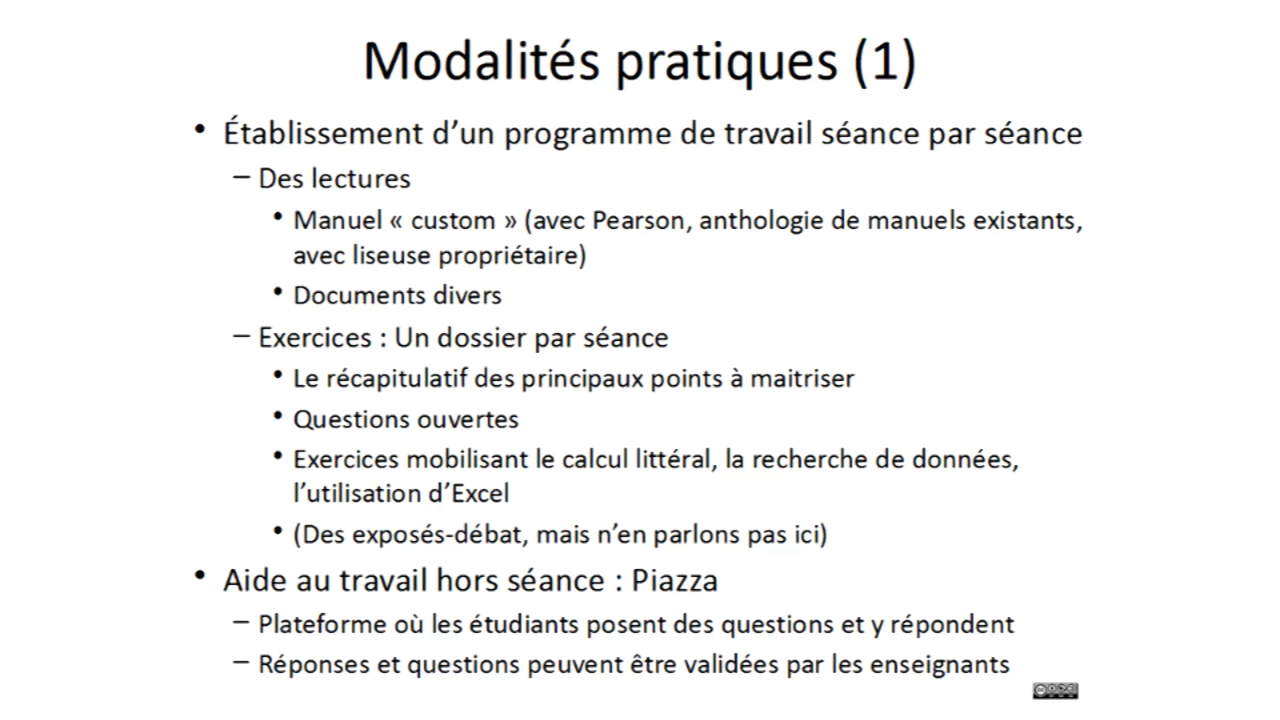 Modalités pratiques (1)
• Établissement d’un programme de travail séance par séance
– Des lectures
• Manuel « custom » (avec Pearson, anthologie de manuels existants,
avec liseuse propriétaire)
• Documents divers
– Exercices : Un dossier par séance
• Le récapitulatif des principaux points à maitriser
• Questions ouvertes
• Exercices mobilisant le calcul littéral, la recherche de données,
l’utilisation d’Excel
• (Des exposés-débat, mais n’en parlons pas ici)
• Aide au travail hors séance : Piazza
– Plateforme où les étudiants posent des questions et y répondent
– Réponses et questions peuvent être validées par les enseignants